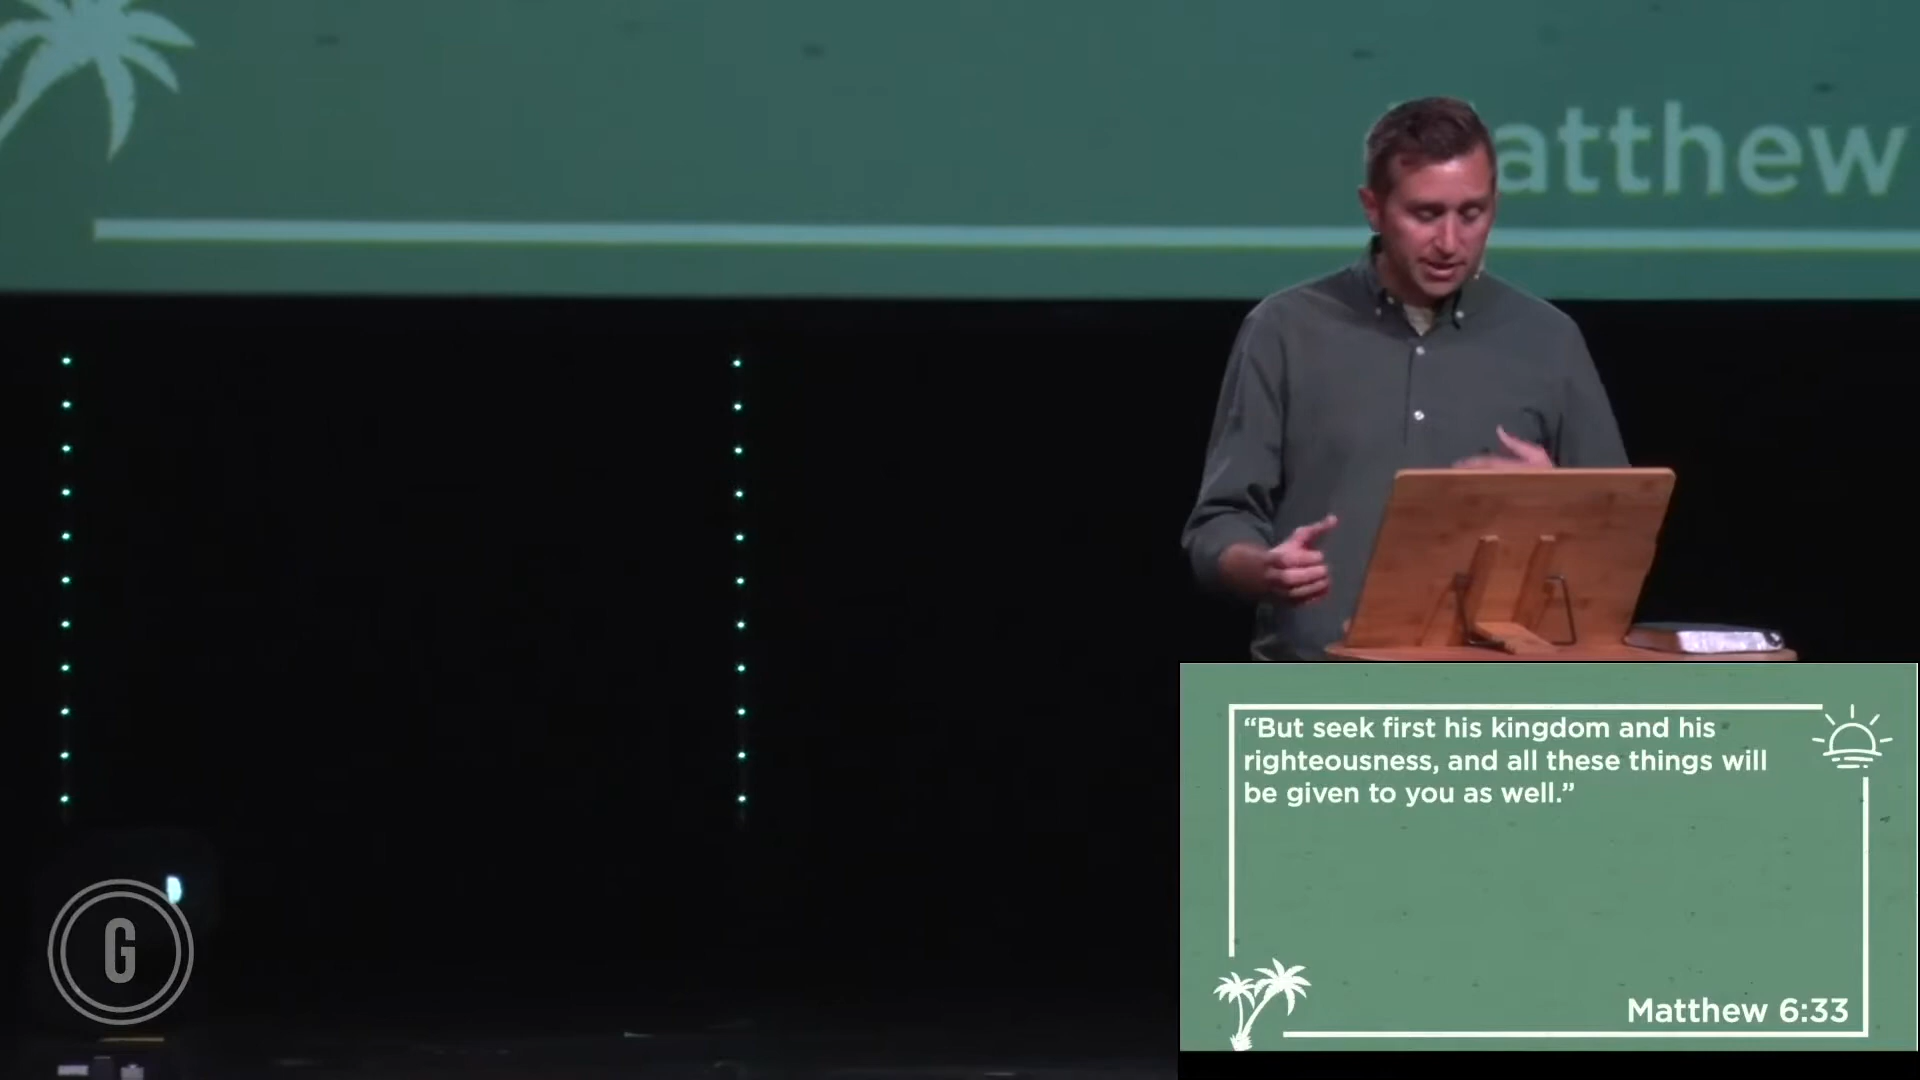 atthew
“But seek first his kingdom and his
righteousness, and all these things will
be given to you as well.”
Matthew 6:33
G